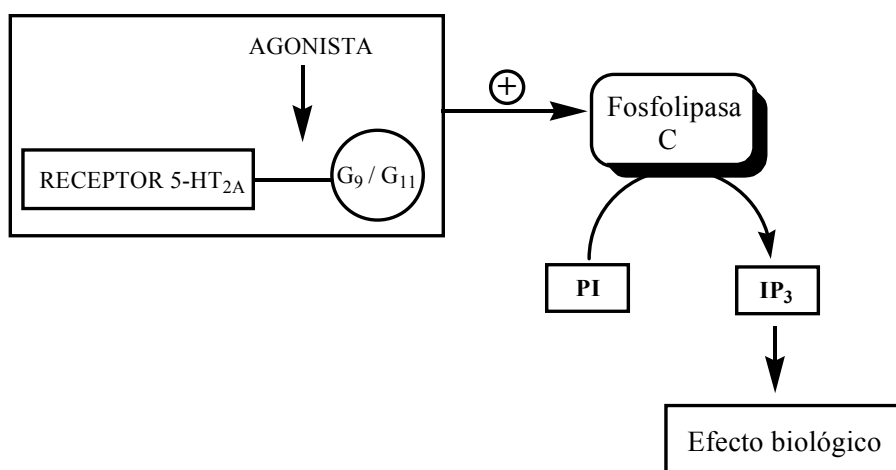 AGONISTA
RECEPTOR 5-HT2A
G9 / G11
+
Fosfolipasa
C
PI
IP3
Efecto biológico